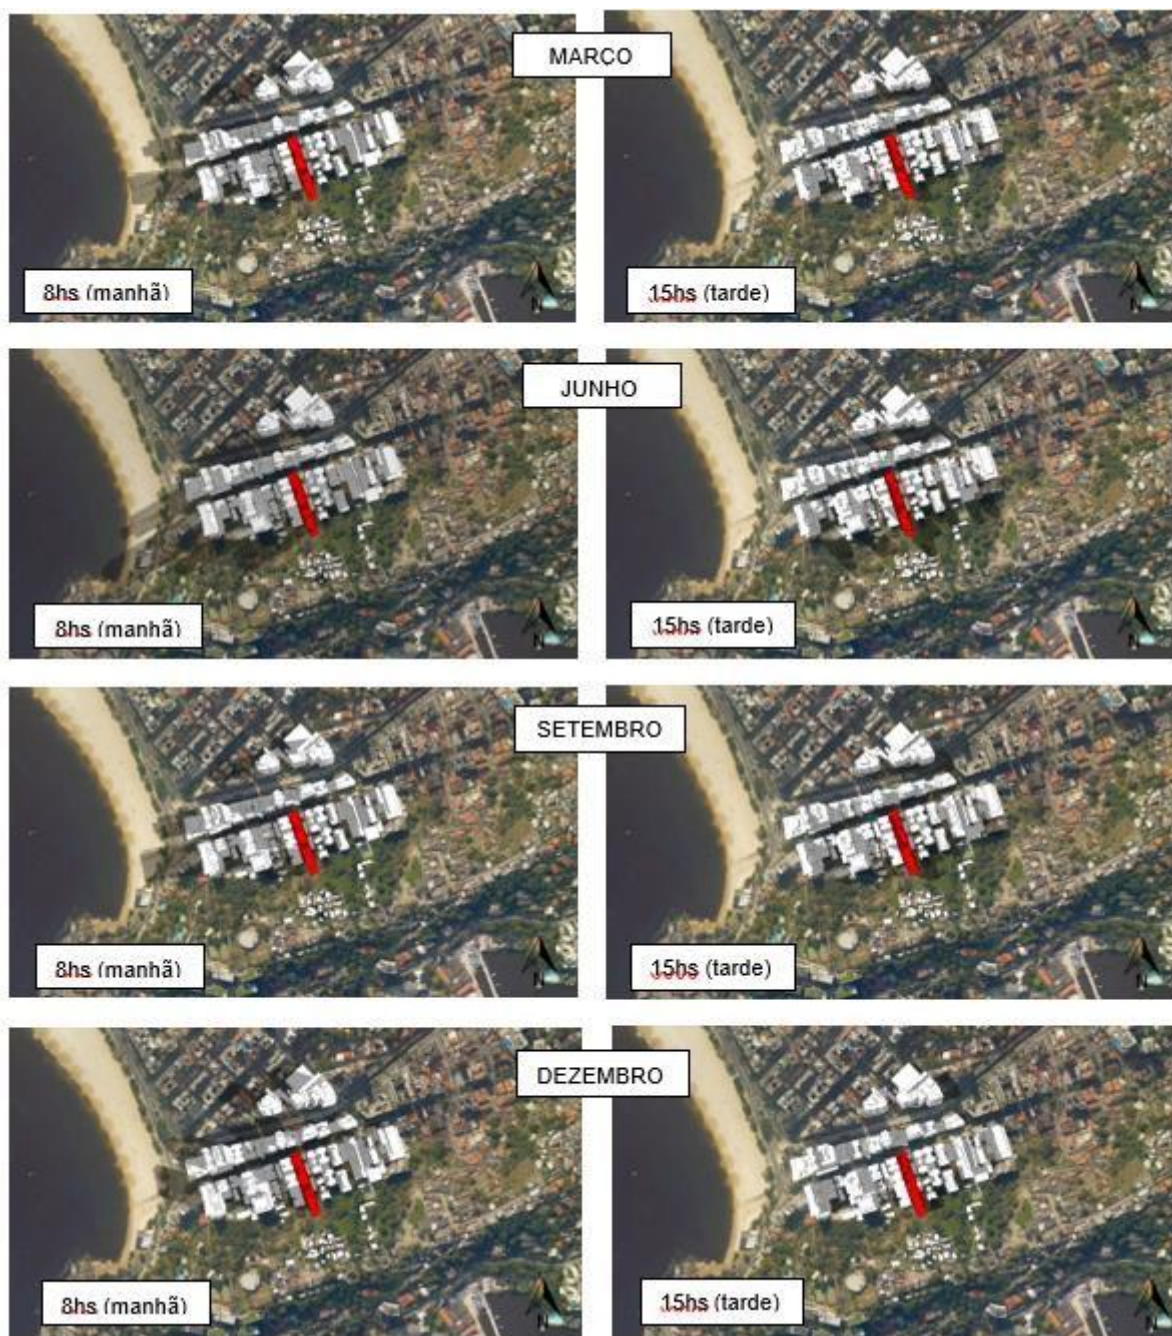 MARCO
8hs (manhã)
15hs (tarde)
N
N
JUNHO
8hs (manhã)
15hs (tarde)
N
N
SETEMBRO
8hs (manhã)
15hs (tarde)
N
N
DEZEMBRO
8hs (manhã)
15hs (tarde)
N
N